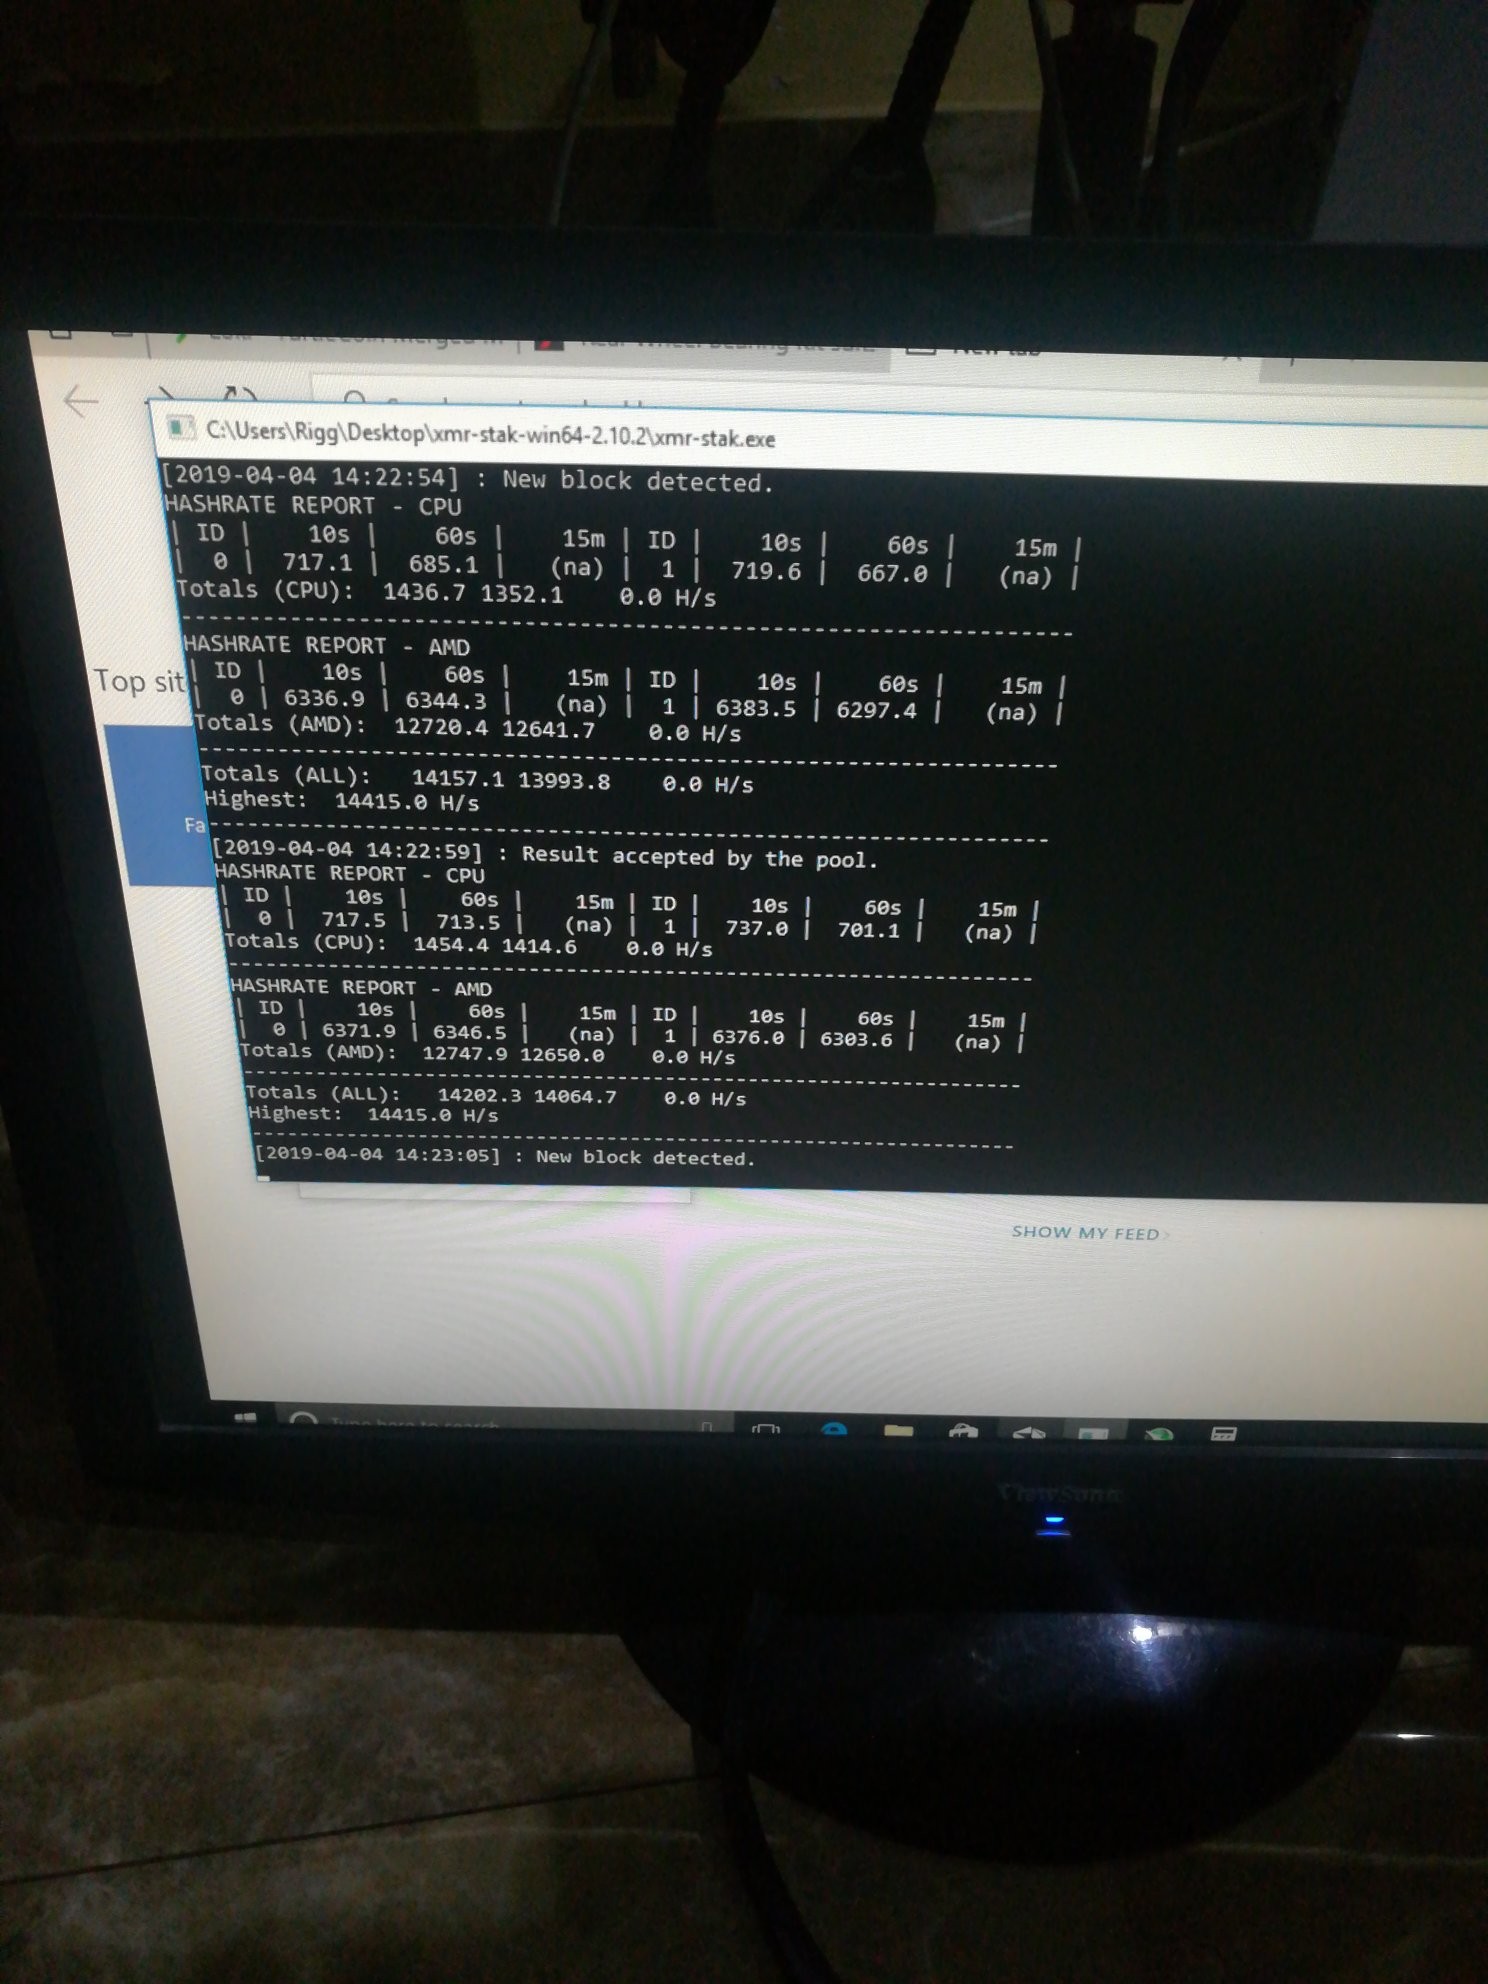 New tab
C:\Users\Rigg\Desktop\xmr-stak-win64-2.10.2\xmr-stak.exe
[2019-04-04 14:22:54] : New block detected.
HASHRATE REPORT - CPU
| ID | 10s | 60s | 15m | ID | 10s | 60s | 15m |
| 0 | 717.1 | 685.1 | (na) | 1 | 719.6 | 667.0 | (na) |
Totals (CPU): 1436.7 1352.1 0.0 H/s
-----------------------------------------------------------------
HASHRATE REPORT - AMD
| ID | 10s | 60s | 15m | ID | 10s | 60s | 15m |
| 0 | 6336.9 | 6344.3 | (na) | 1 | 6383.5 | 6297.4 | (na) |
Totals (AMD): 12720.4 12641.7 0.0 H/s
-----------------------------------------------------------------
Totals (ALL): 14157.1 13993.8 0.0 H/s
Highest: 14415.0 H/s
-----------------------------------------------------------------
[2019-04-04 14:22:59] : Result accepted by the pool.
HASHRATE REPORT - CPU
| ID | 10s | 60s | 15m | ID | 10s | 60s | 15m |
| 0 | 717.5 | 713.5 | (na) | 1 | 737.0 | 701.1 | (na) |
Totals (CPU): 1454.4 1414.6 0.0 H/s
-----------------------------------------------------------------
HASHRATE REPORT - AMD
| ID | 10s | 60s | 15m | ID | 10s | 60s | 15m |
| 0 | 6371.9 | 6346.5 | (na) | 1 | 6376.0 | 6303.6 | (na) |
Totals (AMD): 12747.9 12650.0 0.0 H/s
-----------------------------------------------------------------
Totals (ALL): 14202.3 14064.7 0.0 H/s
Highest: 14415.0 H/s
-----------------------------------------------------------------
[2019-04-04 14:23:05] : New block detected.
Top sit
Fa
SHOW MY FEED >
Type here to search
ViewSonic